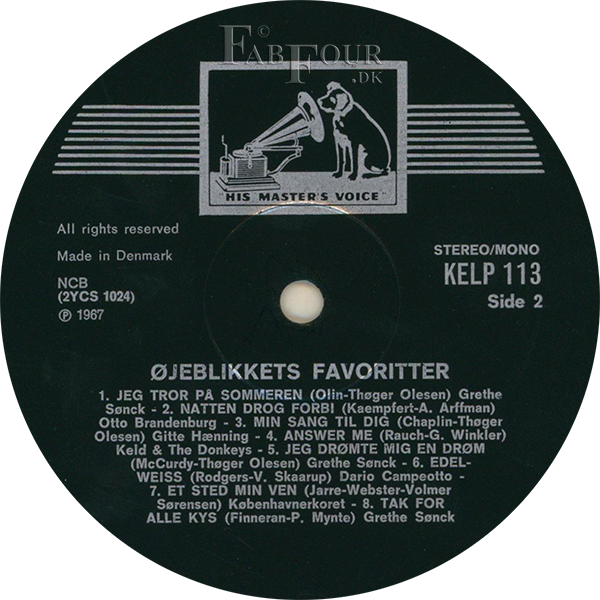 ©
FABFOUR
.DK
"HIS MASTER'S VOICE"
All rights reserved
Made in Denmark
NCB
(2YCS 1024)
Ⓟ 1967
STEREO/MONO
KELP 113
Side 2
ØJEBLIKKETS FAVORITTER
1. JEG TROR PÅ SOMMEREN (Olin-Thøger Olesen) Grethe
Sønck - 2. NATTEN DROG FORBI (Kaempfert-A. Arffman)
Otto Brandenburg - 3. MIN SANG TIL DIG (Chaplin-Thøger
Olesen) Gitte Hænning - 4. ANSWER ME (Rauch-G. Winkler)
Keld & The Donkeys - 5. JEG DRØMTE MIG EN DRØM
(McCurdy-Thøger Olesen) Grethe Sønck - 6. EDEL-
WEISS (Rodgers-V. Skaarup) Dario Campeotto -
7. ET STED MIN VEN (Jarre-Webster-Volmer
Sørensen) Københavnerkoret - 8. TAK FOR
ALLE KYS (Finneran-P. Mynte) Grethe Sønck